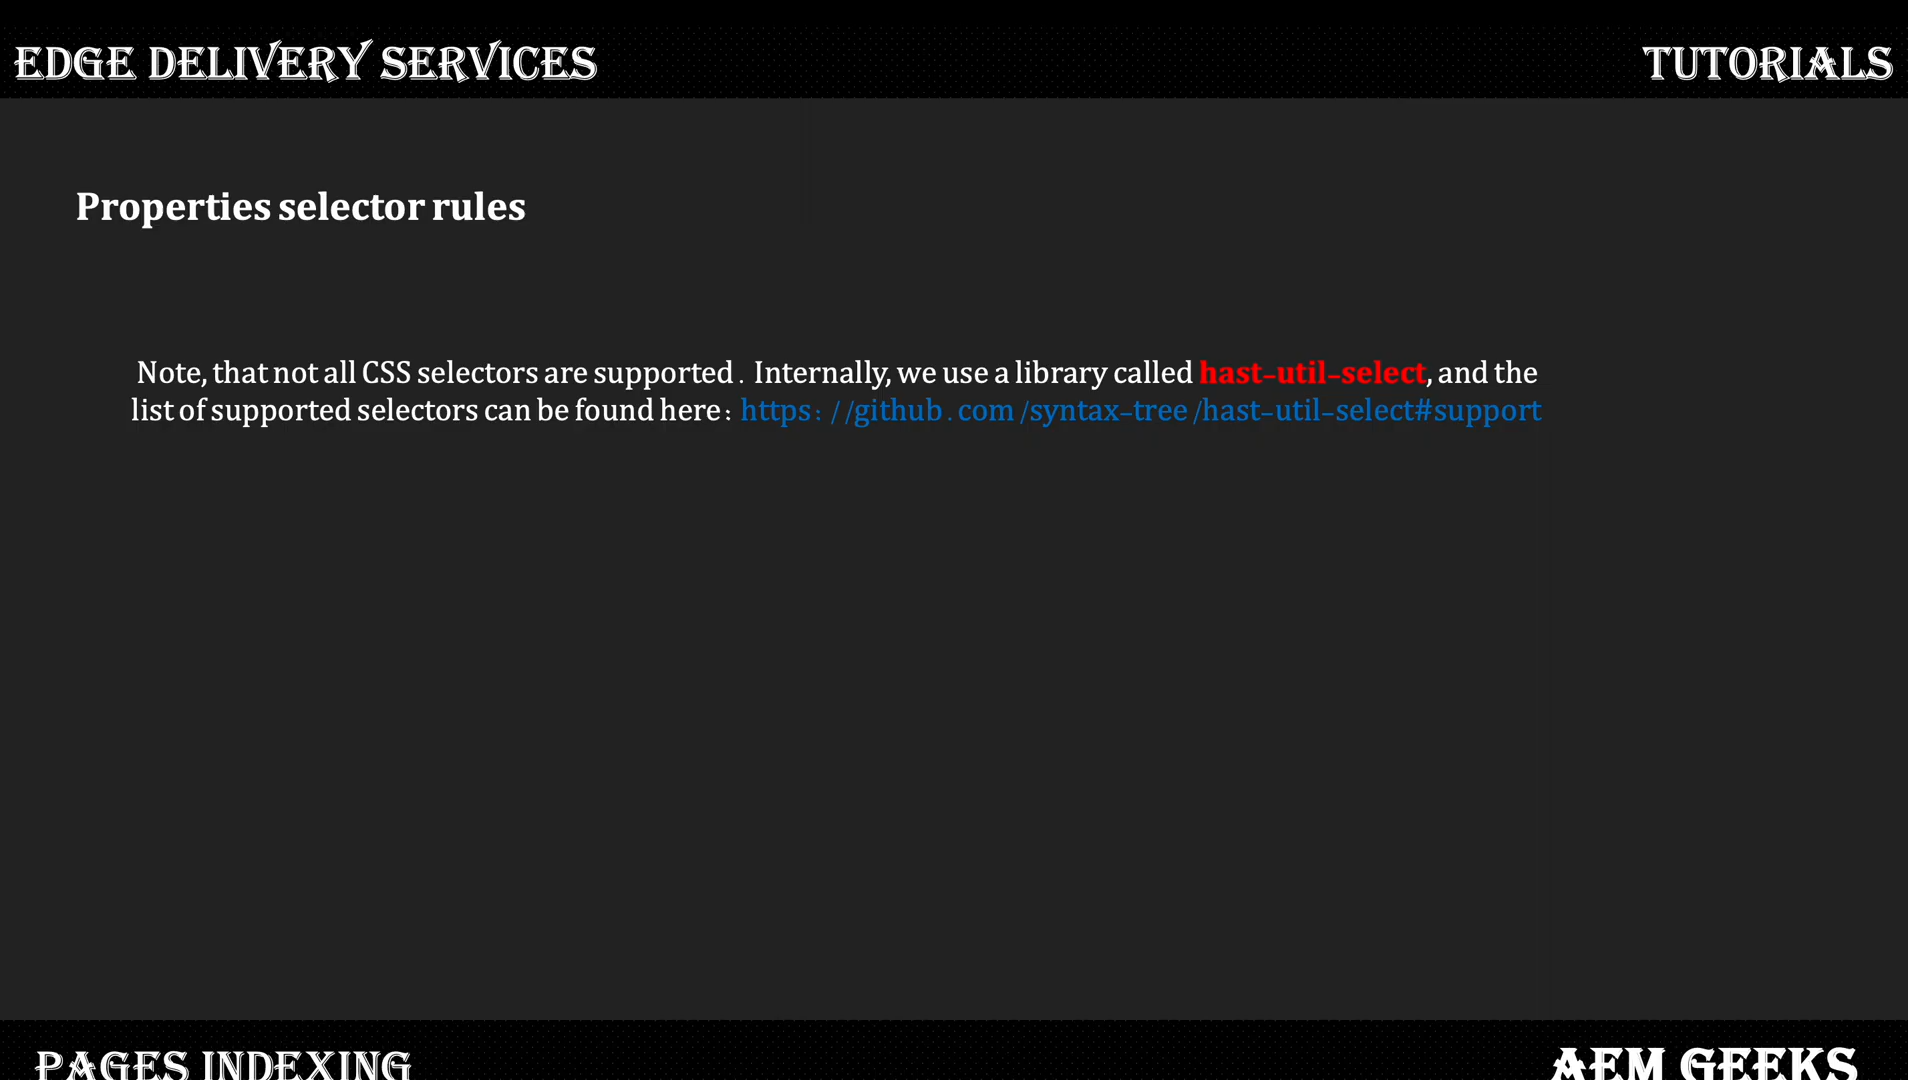 EDGE DELIVERY SERVICES
TUTORIALS
Properties selector rules
Note, that not all CSS selectors are supported. Internally, we use a library called hast-util-select, and the
list of supported selectors can be found here: https://github.com/syntax-tree/hast-util-select#support
PAGES INDEXING
AEM GEEKS